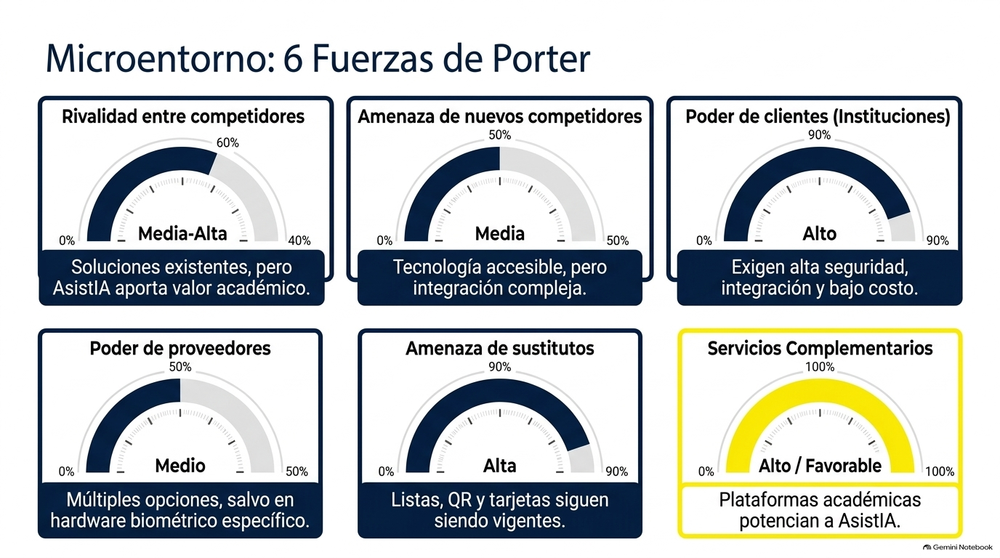 Microentorno: 6 Fuerzas de Porter
Rivalidad entre competidores
60%
0%
Media-Alta
40%
Soluciones existentes, pero
AsistIA aporta valor académico.
Amenaza de nuevos competidores
50%
0%
Media
50%
Tecnología accesible, pero
integración compleja.
Poder de clientes (Instituciones)
90%
0%
Alto
90%
Exigen alta seguridad,
integración y bajo costo.
Poder de proveedores
50%
0%
Medio
50%
Múltiples opciones, salvo en
hardware biométrico específico.
Amenaza de sustitutos
90%
0%
Alta
90%
Listas, QR y tarjetas siguen
siendo vigentes.
Servicios Complementarios
100%
0%
Alto / Favorable
100%
Plataformas académicas
potencian a AsistIA.
Gemini Notebook